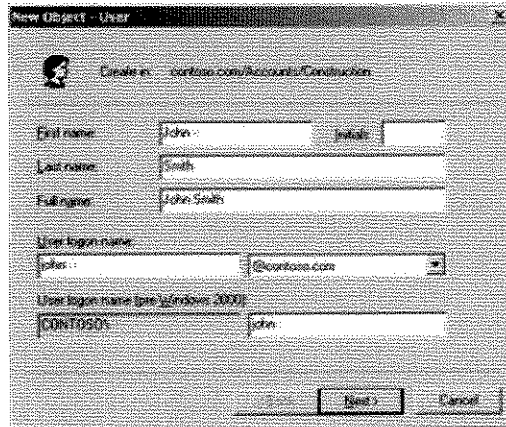 New Object - User
Create in: contoso.com/Accounts/Construction
First name: John Initials:
Last name: Smith
Full name: John Smith
User logon name:
john @contoso.com
User logon name (pre-Windows 2000):
CONTOSO\ john
Next > Cancel